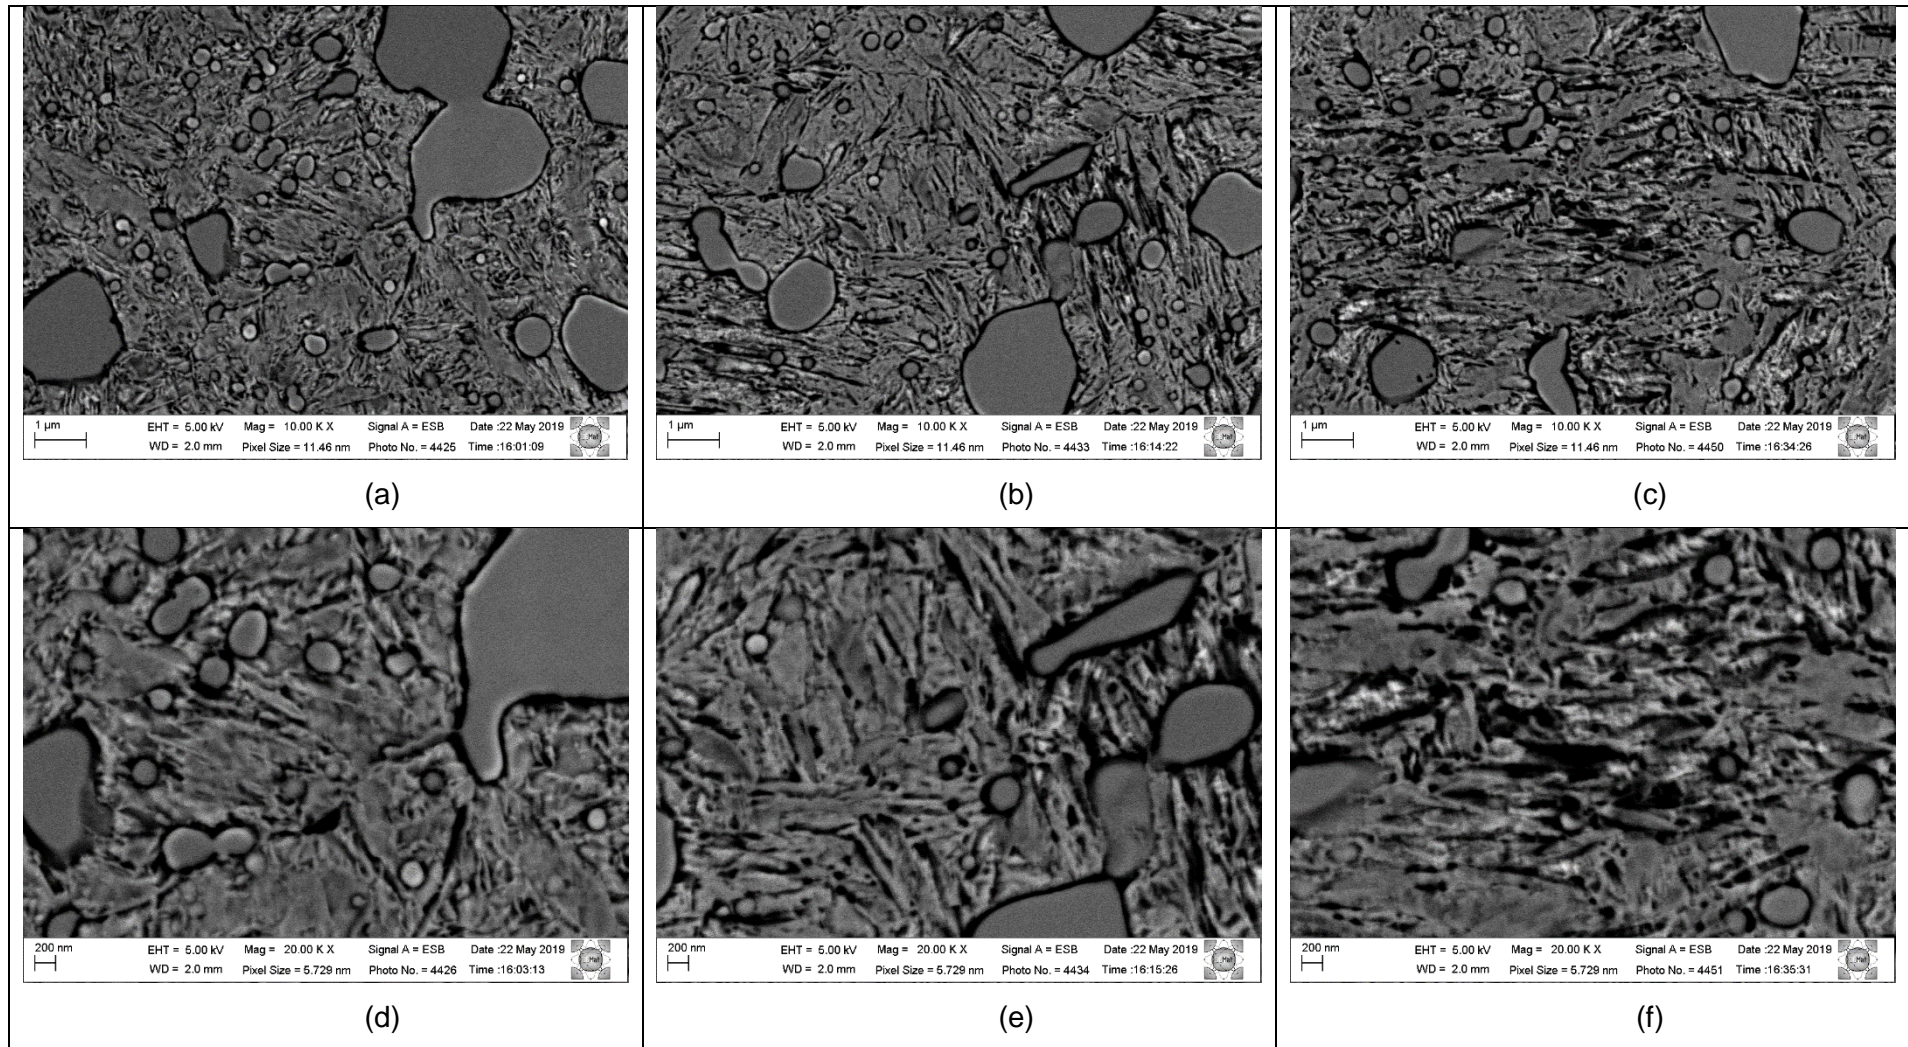 1 µm
EHT = 5.00 kV Mag = 10.00 K X Signal A = ESB Date :22 May 2019
WD = 2.0 mm Pixel Size = 11.46 nm Photo No. = 4425 Time :16:01:09
(a)
1 µm
EHT = 5.00 kV Mag = 10.00 K X Signal A = ESB Date :22 May 2019
WD = 2.0 mm Pixel Size = 11.46 nm Photo No. = 4433 Time :16:14:22
(b)
1 µm
EHT = 5.00 kV Mag = 10.00 K X Signal A = ESB Date :22 May 2019
WD = 2.0 mm Pixel Size = 11.46 nm Photo No. = 4450 Time :16:34:26
(c)
200 nm
EHT = 5.00 kV Mag = 20.00 K X Signal A = ESB Date :22 May 2019
WD = 2.0 mm Pixel Size = 5.729 nm Photo No. = 4426 Time :16:03:13
(d)
200 nm
EHT = 5.00 kV Mag = 20.00 K X Signal A = ESB Date :22 May 2019
WD = 2.0 mm Pixel Size = 5.729 nm Photo No. = 4434 Time :16:15:26
(e)
200 nm
EHT = 5.00 kV Mag = 20.00 K X Signal A = ESB Date :22 May 2019
WD = 2.0 mm Pixel Size = 5.729 nm Photo No. = 4451 Time :16:35:31
(f)